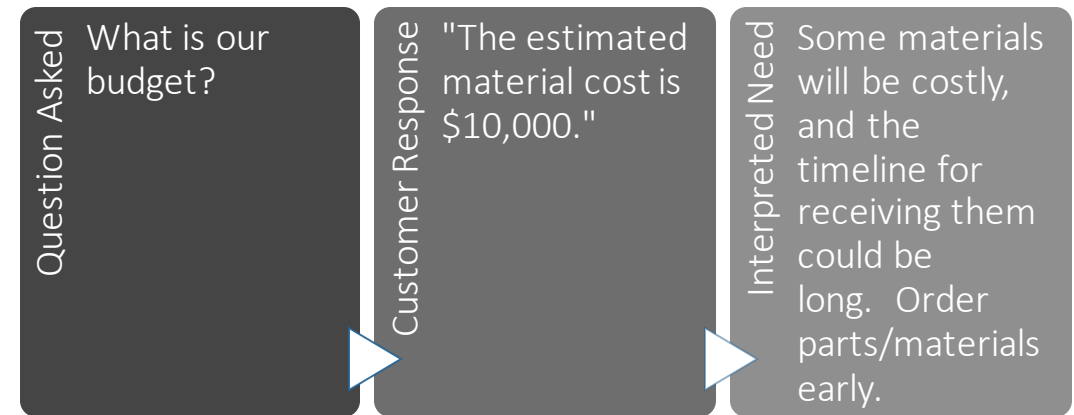 Question Asked
What is our
budget?
Customer Response
"The estimated
material cost is
$10,000."
Interpreted Need
Some materials
will be costly,
and the
timeline for
receiving them
could be
long.  Order
parts/materials
early.